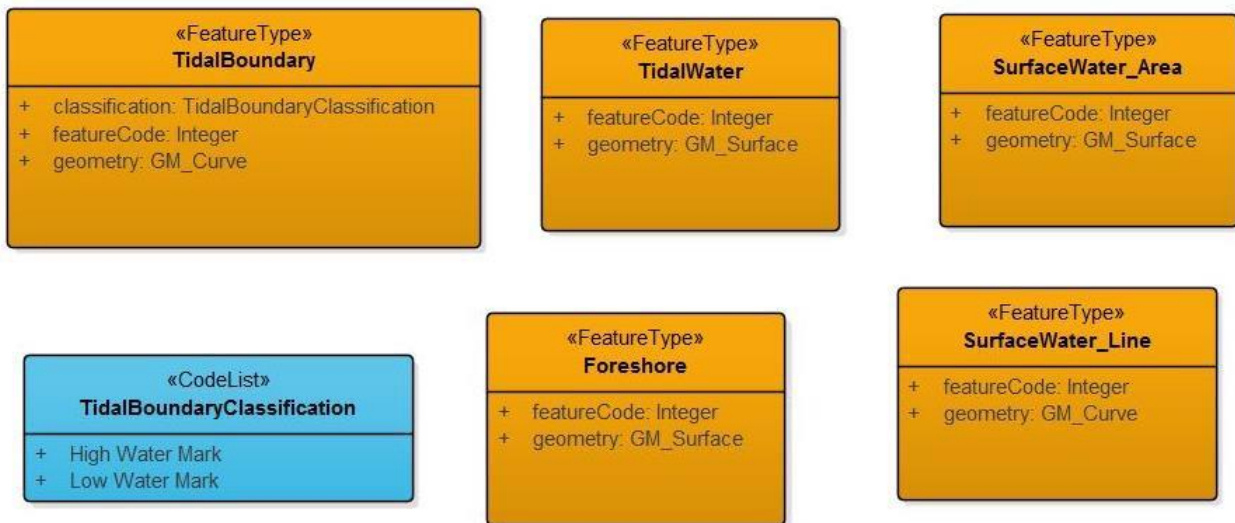 «FeatureType»
TidalBoundary
+ classification: TidalBoundaryClassification
+ featureCode: Integer
+ geometry: GM_Curve
«FeatureType»
TidalWater
+ featureCode: Integer
+ geometry: GM_Surface
«FeatureType»
SurfaceWater_Area
+ featureCode: Integer
+ geometry: GM_Surface
«CodeList»
TidalBoundaryClassification
+ High Water Mark
+ Low Water Mark
«FeatureType»
Foreshore
+ featureCode: Integer
+ geometry: GM_Surface
«FeatureType»
SurfaceWater_Line
+ featureCode: Integer
+ geometry: GM_Curve